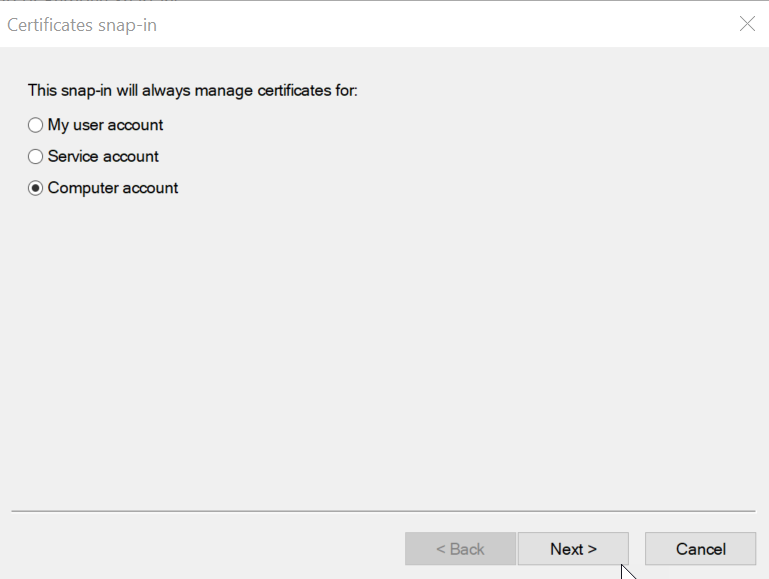 Certificates snap-in
This snap-in will always manage certificates for:
My user account
Service account
Computer account
< Back
Next >
Cancel